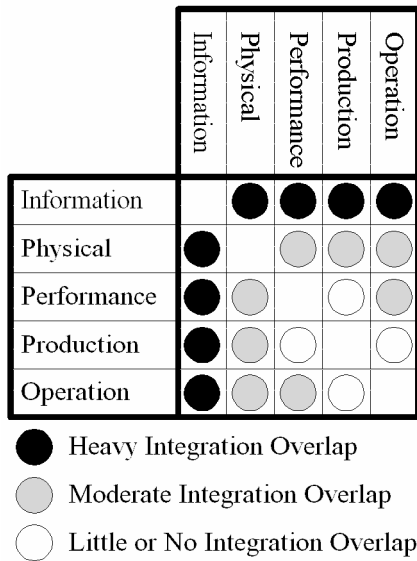 Information
Physical
Performance
Production
Operation
Information
Physical
Performance
Production
Operation
Heavy Integration Overlap
Moderate Integration Overlap
Little or No Integration Overlap